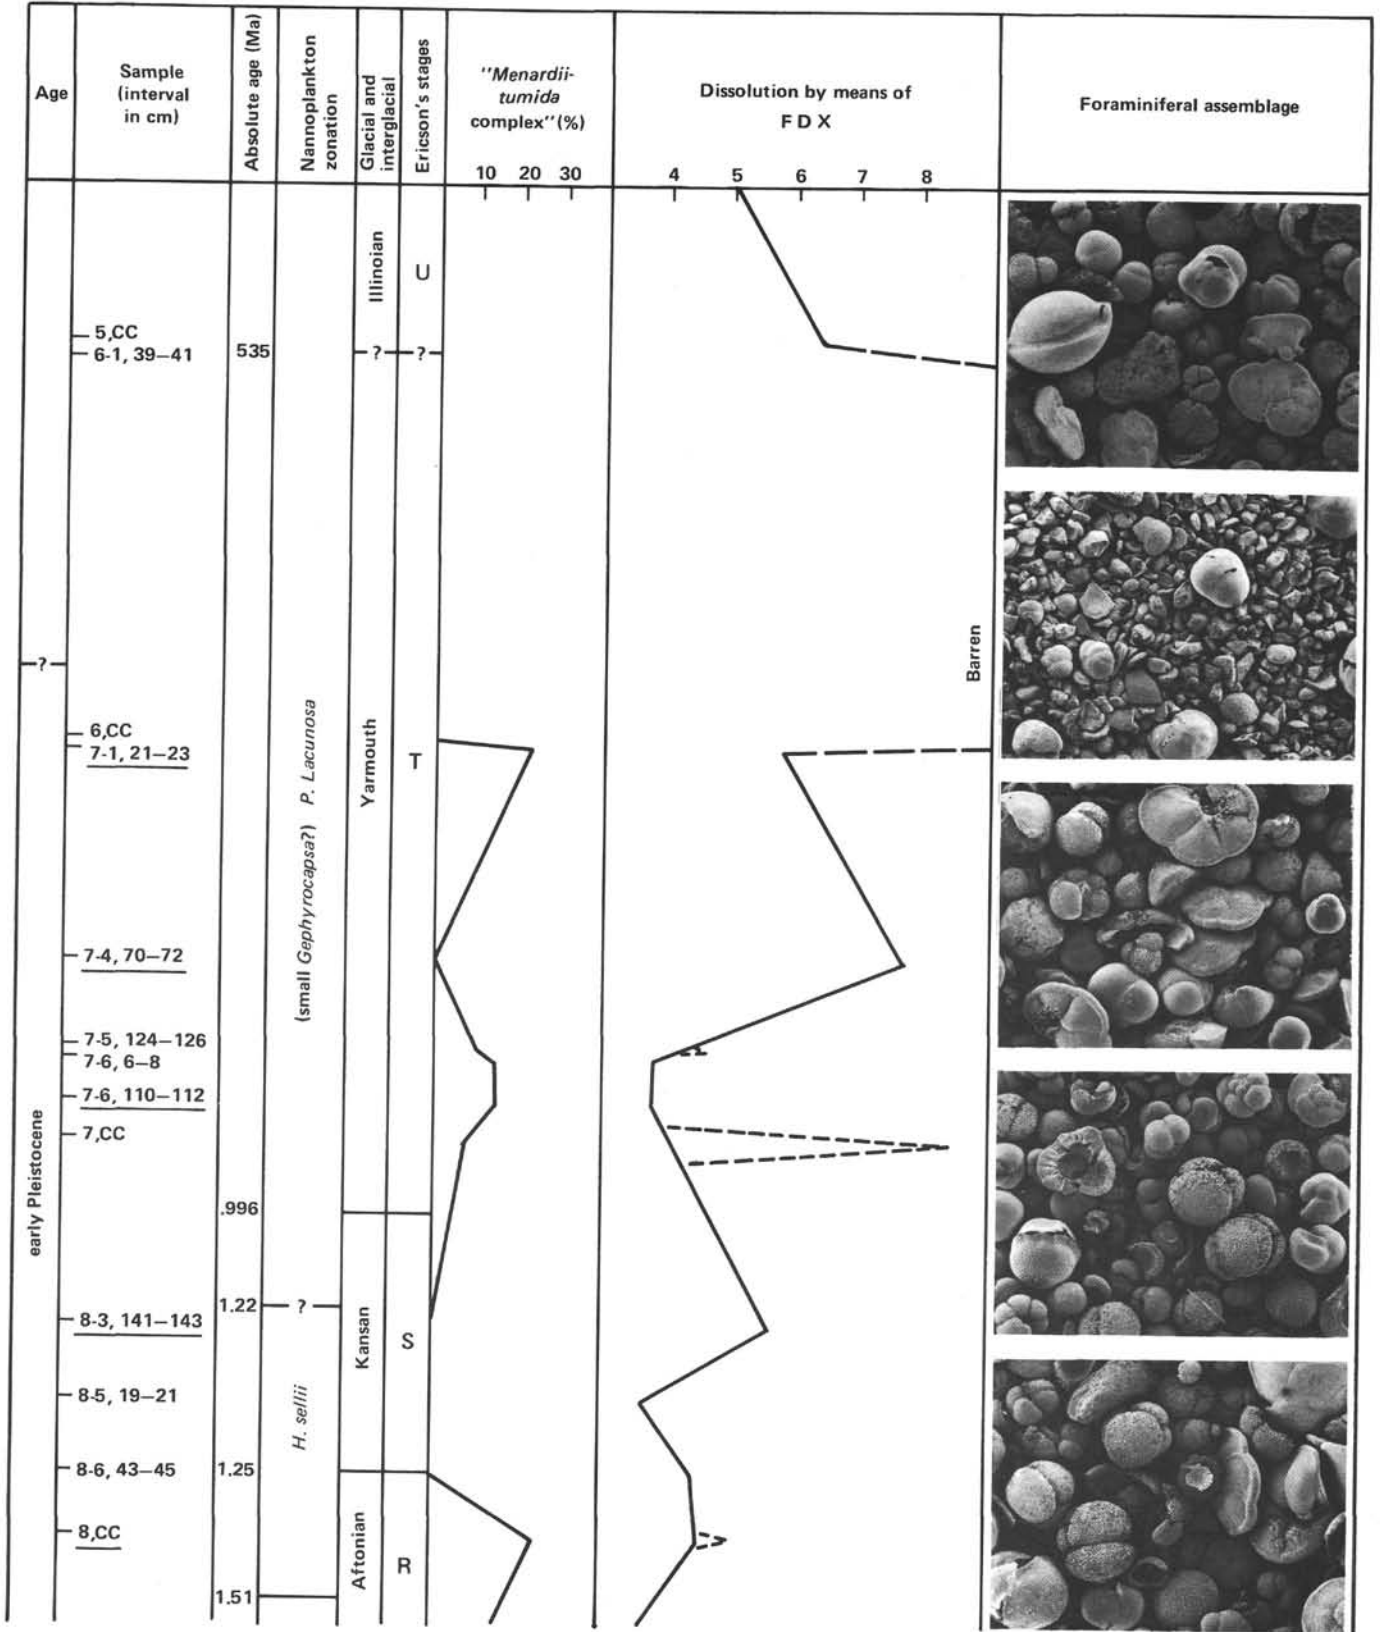 Age
Sample
(interval
in cm)
Absolute age (Ma)
Nannoplankton
zonation
Glacial and
interglacial
Ericson's stages
"Menardii-
tumida
complex" (%)
10 20 30
Dissolution by means of
F D X
4 5 6 7 8
Foraminiferal assemblage
Illinoian
U
5,CC
6-1, 39–41
535
?
?
?
Barren
6,CC
7-1, 21–23
(small Gephyrocapsa?) P. Lacunosa
Yarmouth
T
7-4, 70–72
7-5, 124–126
7-6, 6–8
7-6, 110–112
7,CC
early Pleistocene
.996
1.22
?
8-3, 141–143
Kansan
S
8-5, 19–21
H. sellii
8-6, 43–45
1.25
8,CC
Aftonian
R
1.51